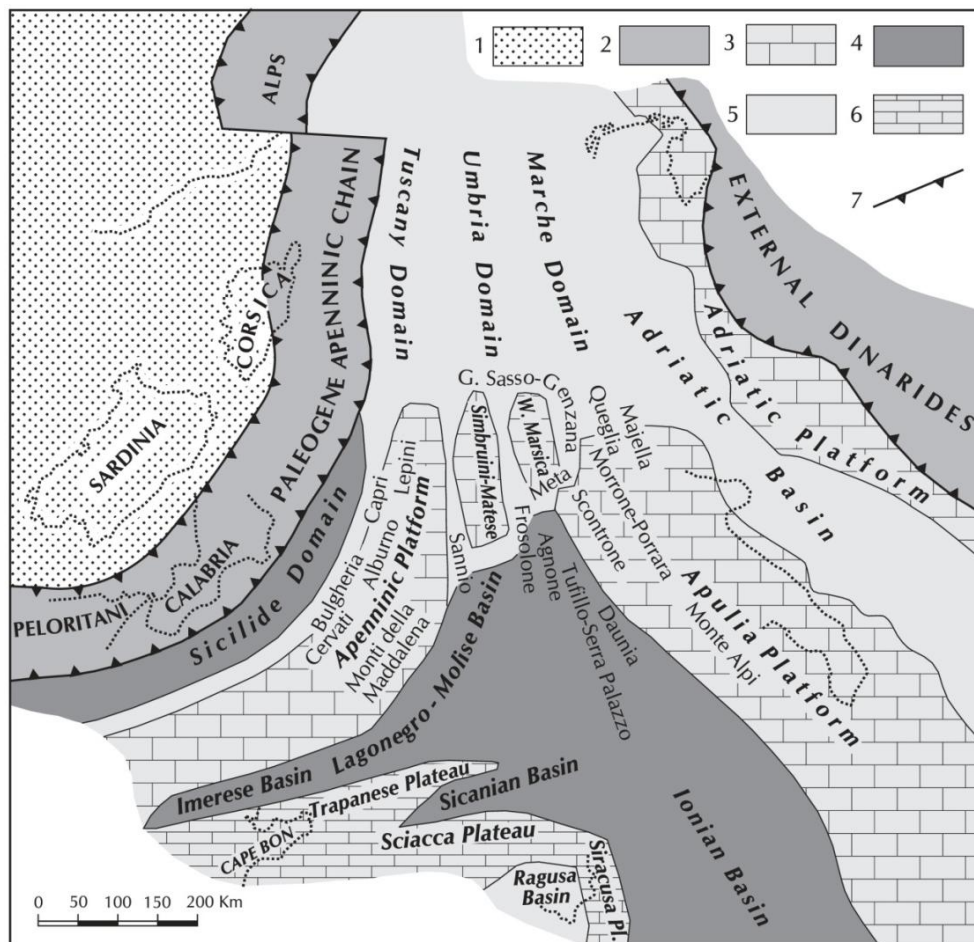 1
2
3
4
5
6
7
ALPS
PALEOGENE APENNINIC CHAIN
CORSICA
SARDINIA
CALABRIA
PELORITANI
Tuscany Domain
Umbria Domain
Marche Domain
EXTERNAL DINARIDES
Adriatic Platform
Adriatic Basin
G. Sasso-Genzana
Queglia
Majella
Simbruini-Matese
W. Marsica
Meta
Morrone-Porrara
Scontrone
Capri
Lepini
Bulgheria
Alburno
Cervati
Apenninic Platform
Monti della
Maddalena
Sannio
Frosolone
Agnone
Tufillo-Serra Palazzo
Daunia
Apulia Platform
Monte Alpi
Sicilide Domain
Lagonegro - Molise Basin
Imerese Basin
Trapanese Plateau
Sicanian Basin
Sciacca Plateau
CAPE BON
Ionian Basin
Siracusa Pl.
Ragusa
Basin
0 50 100 150 200 Km